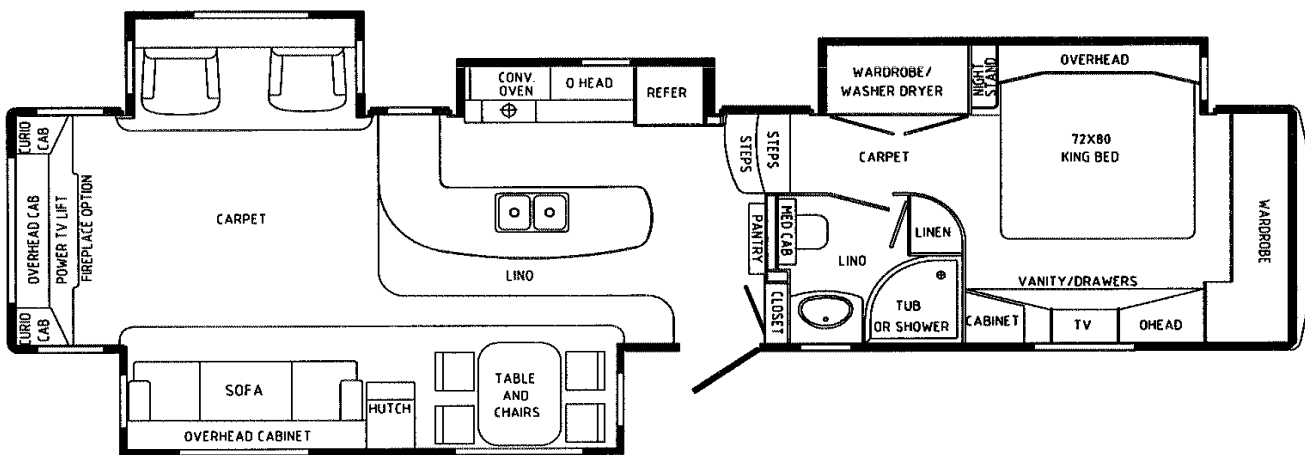 CONV.
OVEN
O HEAD
REFER
WARDROBE/
WASHER DRYER
NIGHT
STAND
OVERHEAD
CURIO
CAB
OVERHEAD CAB
POWER TV LIFT
FIREPLACE OPTION
CURIO
CAB
CARPET
STEPS
STEPS
CARPET
72X80
KING BED
WARDROBE
PANTRY
MED CAB
LINEN
LINO
LINO
CLOSET
TUB
OR SHOWER
VANITY/DRAWERS
CABINET
TV
OHEAD
SOFA
HUTCH
OVERHEAD CABINET
TABLE
AND
CHAIRS